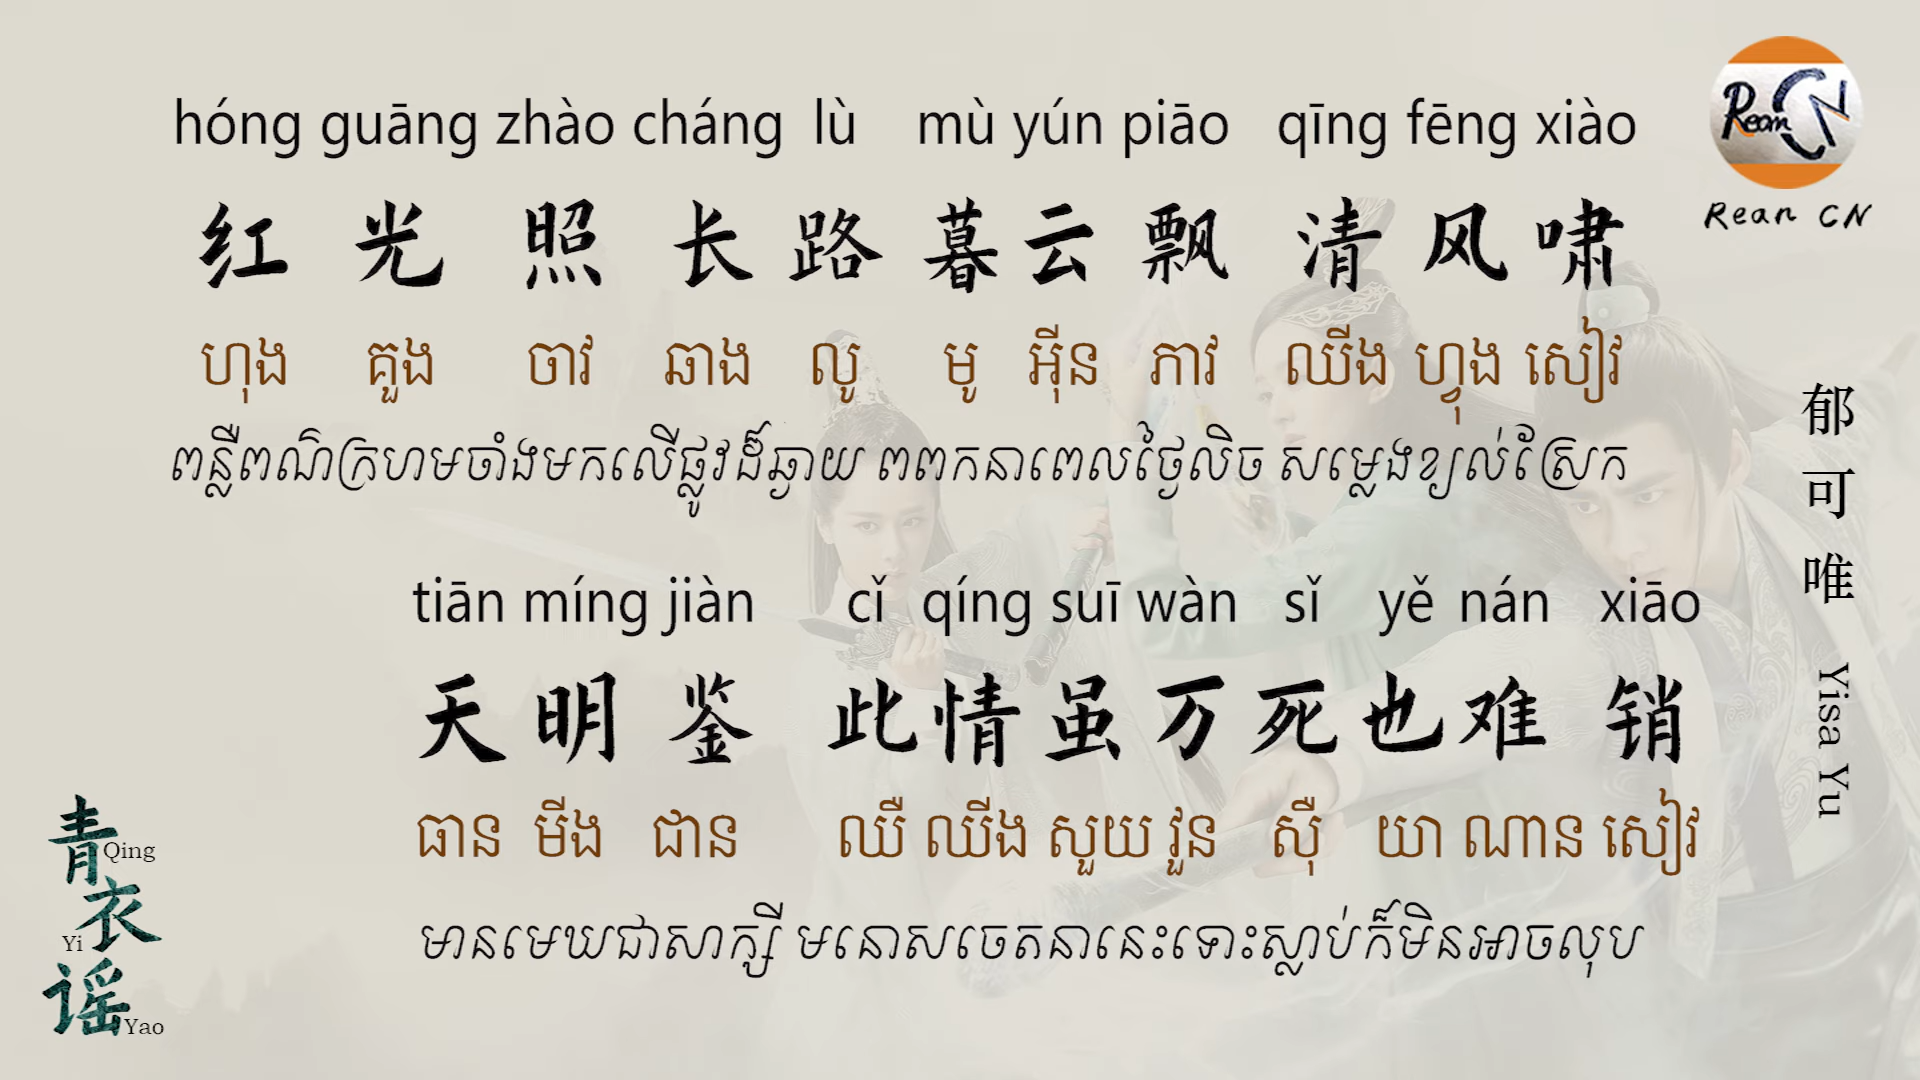 hóng guāng zhào cháng lù mù yún piāo qīng fēng xiào
红 光 照 长 路 暮 云 飘 清 风 啸
ហុង គួង ចាវ ឆាង លូ មូ អ៊ីន ភាវ ឈីង ហ្វុង សៀវ
ពន្លឺពណ៌ក្រហមចាំងមកលើផ្លូវដ៏ឆ្ងាយ ពពកនាពេលថ្ងៃលិច សម្លេងខ្យល់ស្រែក
tiān míng jiàn cǐ qíng suī wàn sǐ yě nán xiāo
天 明 鉴 此 情 虽 万 死 也 难 销
ធាន មីង ជាន ឈឺ ឈីង សួយ វួន ស៊ឺ យា ណាន សៀវ
មានមេឃជាសាក្សី មនោសចេតនានេះទោះស្លាប់ក៏មិនអាចលុប
Rean CN
Rean CN
郁可唯 Yisa Yu
青 Qing
衣 Yi
谣 Yao